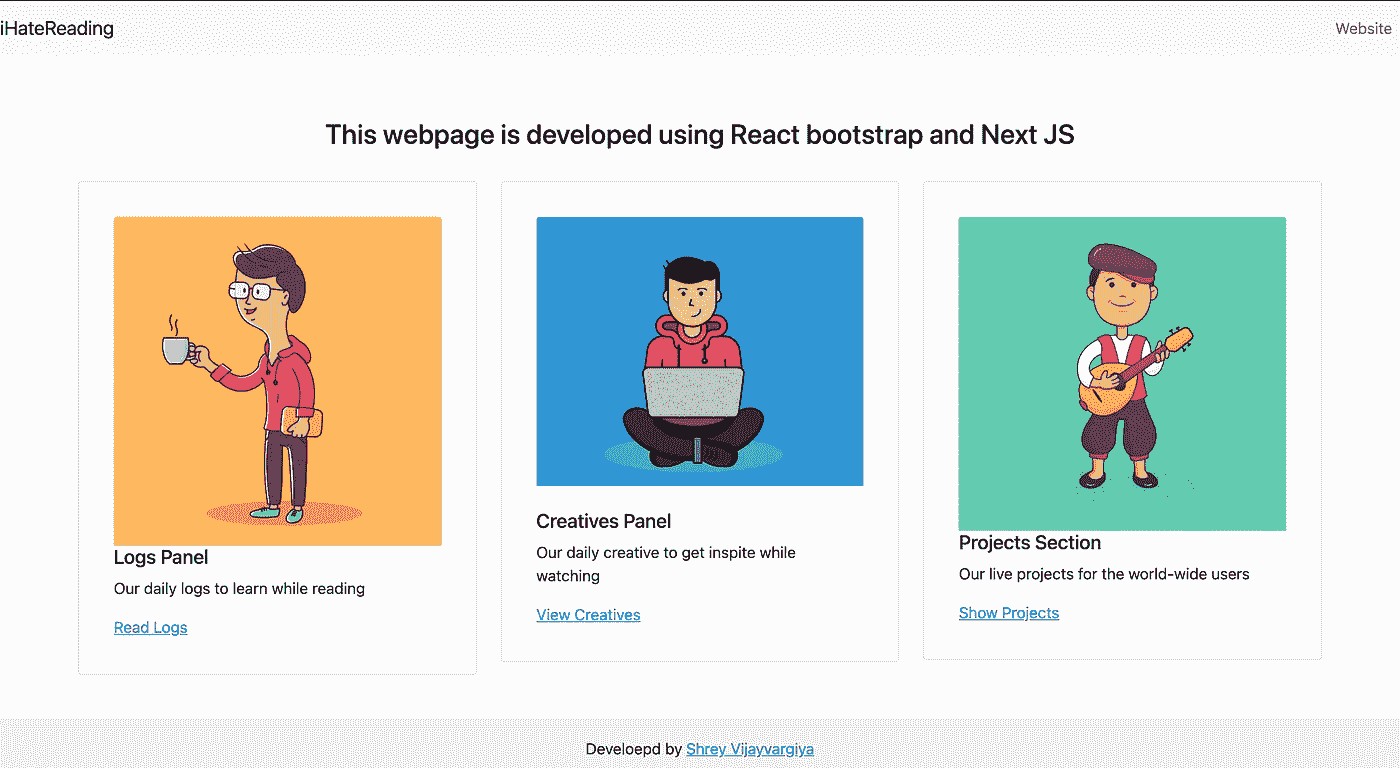 iHateReading
Website
This webpage is developed using React bootstrap and Next JS
Logs Panel
Our daily logs to learn while reading
Read Logs
Creatives Panel
Our daily creative to get inspite while
watching
View Creatives
Projects Section
Our live projects for the world-wide users
Show Projects
Develoepd by Shrey Vijayvargiya